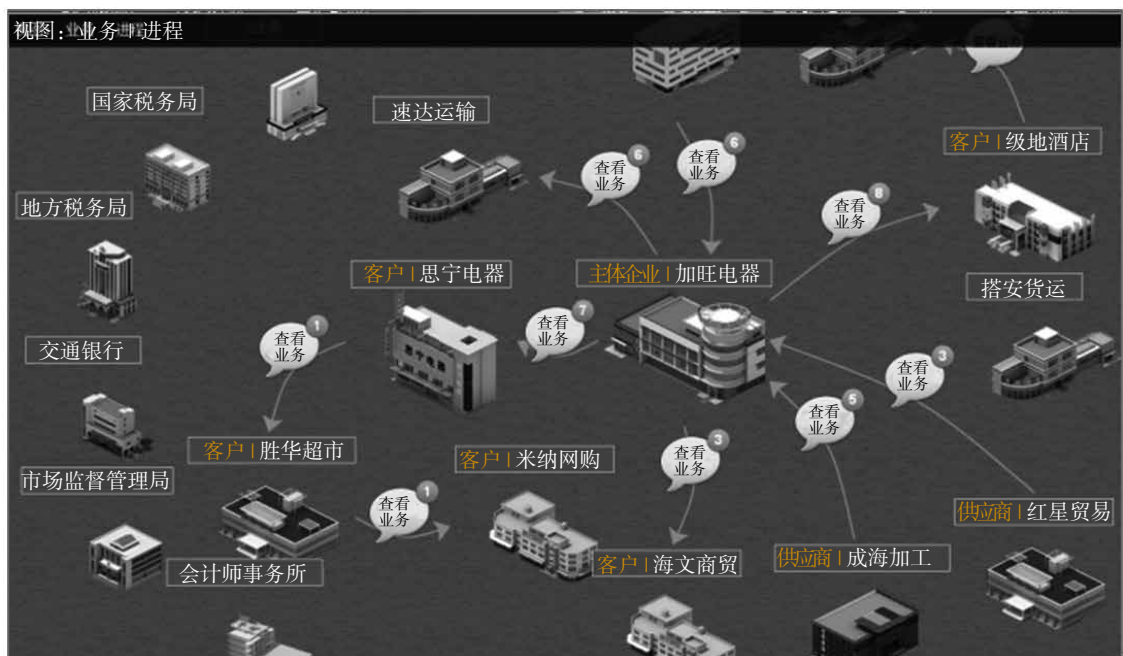 视图：业务 | 进程
国家税务局
速达运输
客户 | 级地酒店
查看
业务
6
查看
业务
6
查看
业务
8
地方税务局
客户 | 思宁电器
主体企业 | 加旺电器
搭安货运
查看
业务
1
思宁电器
查看
业务
7
查看
业务
3
交通银行
查看
业务
5
客户 | 胜华超市
客户 | 米纳网购
查看
业务
3
市场监督管理局
查看
业务
1
供应商 | 红星贸易
会计师事务所
客户 | 海文商贸
供应商 | 成海加工